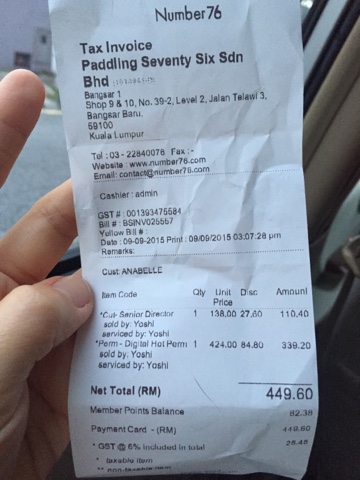 Number76
Tax Invoice
Paddling Seventy Six Sdn
Bhd
Bangsar 1
Shop 9 & 10, No. 39-2, Level 2, Jalan Telawi 3,
Bangsar Baru,
59100
Kuala Lumpur
Tel : 03 - 22840076 Fax : -
Website : www.number76.com
Email: contact@number76.com
Cashier : admin
GST # : 001393475584
Bill # : BSINV025557
Yellow Bill # :
Date : 09-09-2015 Print : 09/09/2015 03:07:28 pm
Remarks:
Cust: ANABELLE
Item Code Qty Unit Price Disc Amount
*Cut- Senior Director 1 138.00 27.60 110.40
sold by: Yoshi
serviced by: Yoshi
*Perm - Digital Hot Perm 1 424.00 84.80 339.20
sold by: Yoshi
serviced by: Yoshi
Net Total (RM) 449.60
Member Points Balance 82.38
Payment Card - (RM) 449.60
* GST @ 6% included in total 25.45
* taxable item
** non-taxable item